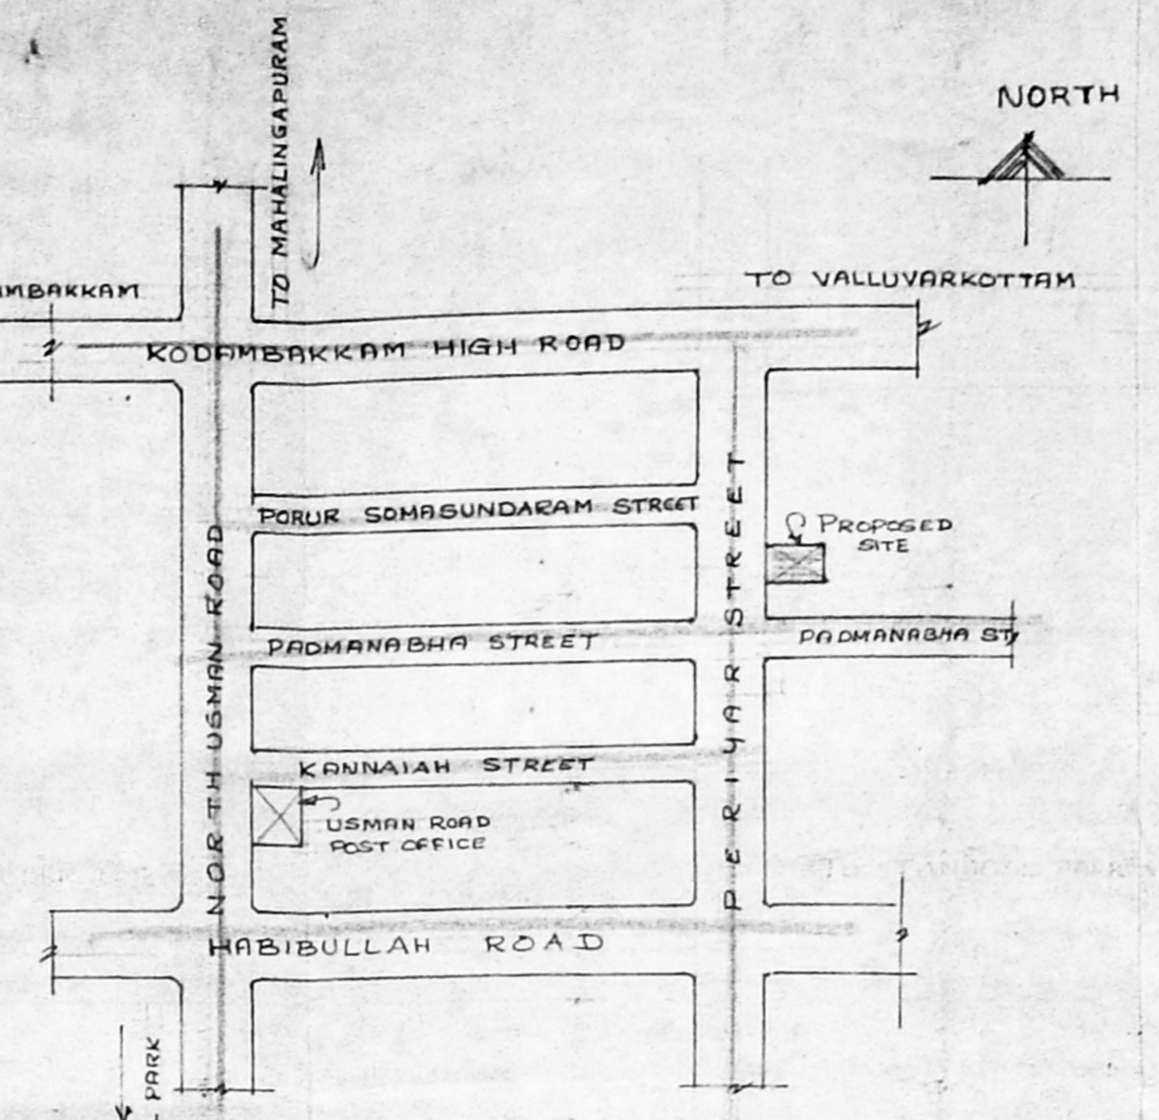 NORTH
TO MAHALINGAPURAM
TO VALLUVARKOTTAM
MBAKKAM
KODAMBAKKAM HIGH ROAD
PORUR SOMASUNDARAM STREET
PROPOSED
SITE
PADMANABHA STREET
PADMANABHA ST
NORTH USMAN ROAD
PERIYAR STREET
KANNAIAH STREET
USMAN ROAD
POST OFFICE
HABIBULLAH ROAD
PARK